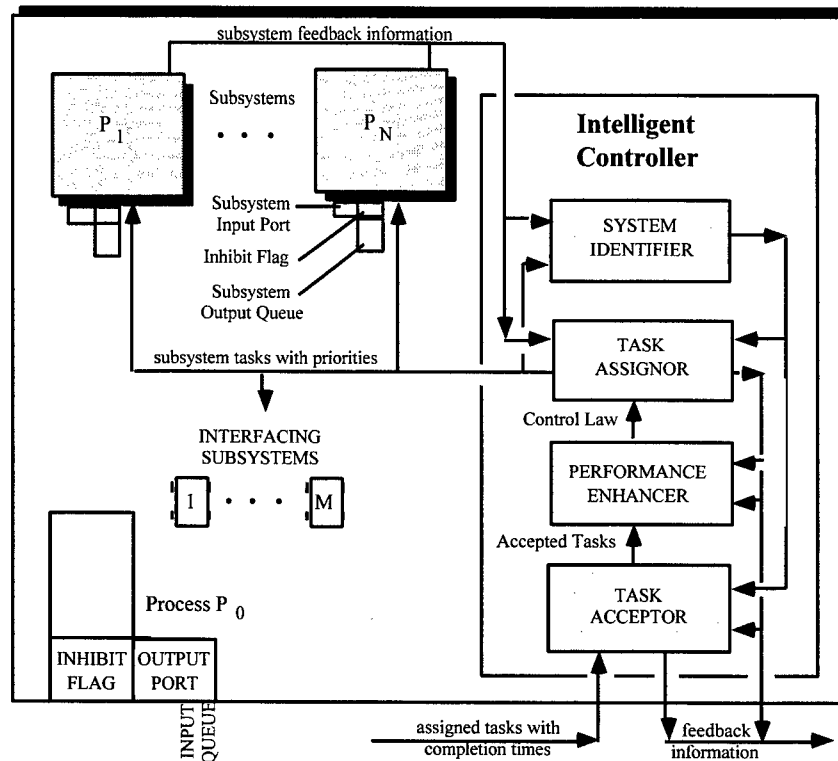 subsystem feedback information
P 1
Subsystems
P N
Intelligent
Controller
Subsystem
Input Port
Inhibit Flag
Subsystem
Output Queue
SYSTEM
IDENTIFIER
subsystem tasks with priorities
TASK
ASSIGNOR
Control Law
INTERFACING
SUBSYSTEMS
1
M
PERFORMANCE
ENHANCER
Accepted Tasks
Process P 0
TASK
ACCEPTOR
INHIBIT
FLAG
OUTPUT
PORT
INPUT
QUEUE
assigned tasks with
completion times
feedback
information